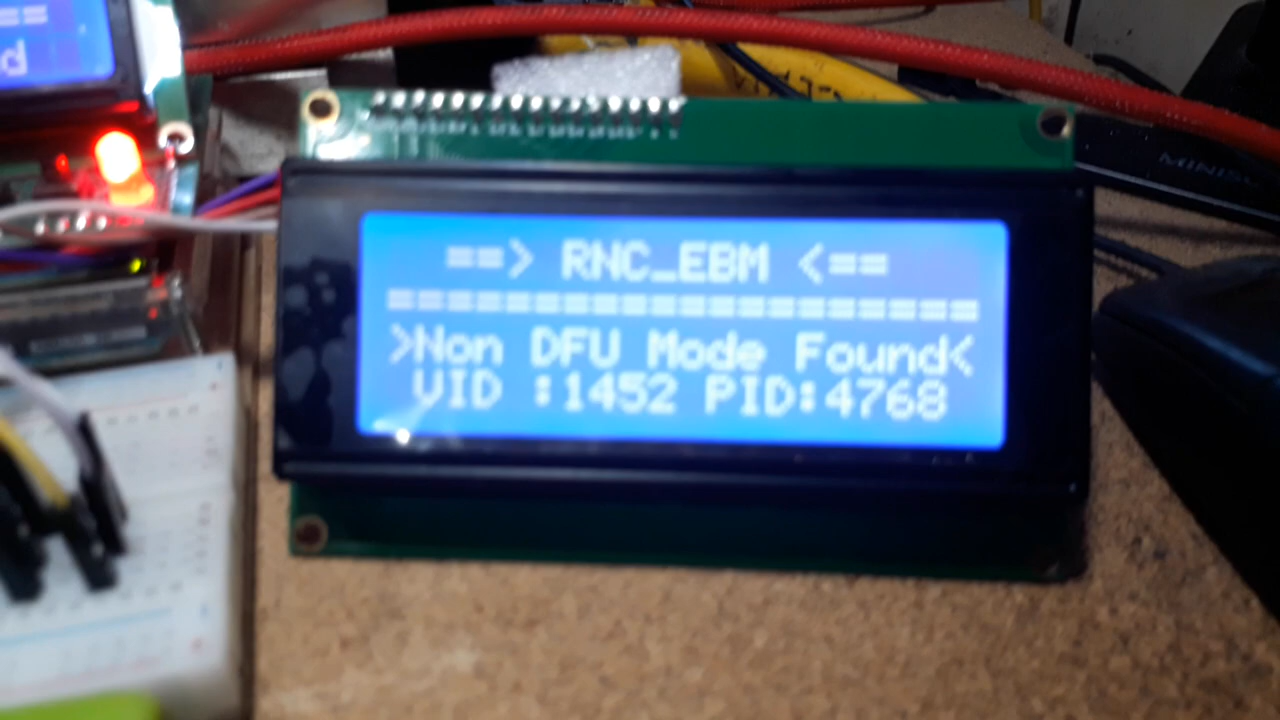 ==> RNC_EBM <==
====================
>Non DFU Mode Found<
VID :1452 PID:4768
==
d